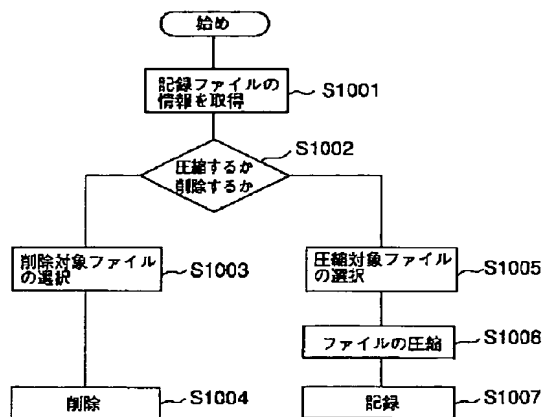 始め
記録ファイルの
情報を取得
S1001
圧縮するか
削除するか
S1002
削除対象ファイル
の選択
S1003
圧縮対象ファイル
の選択
S1005
ファイルの圧縮
S1006
削除
S1004
記録
S1007